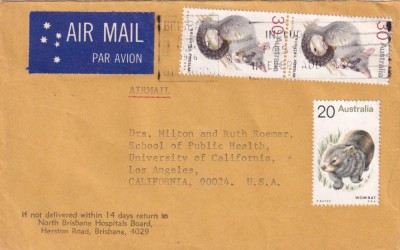 AIR MAIL
PAR AVION
30
Australia
30
Australia
AIRMAIL
20 Australia
WOMBAT
Drs. Milton and Ruth Roemer,
School of Public Health,
University of California,
Los Angeles,
CALIFORNIA, 90024. U.S.A.
If not delivered within 14 days return to
North Brisbane Hospitals Board,
Herston Road, Brisbane, 4029